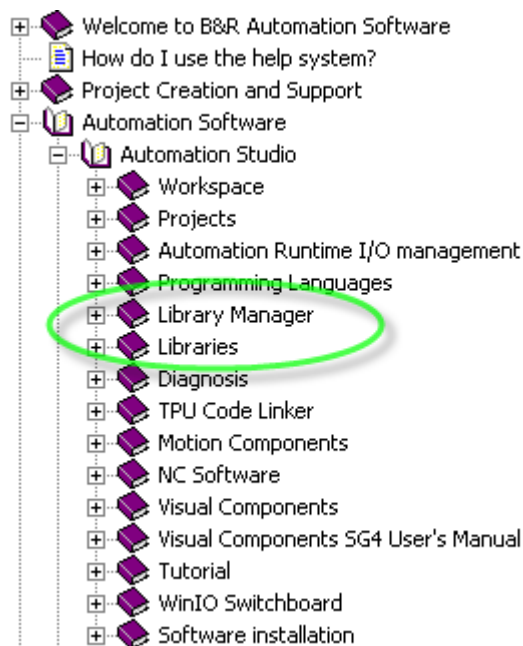 Welcome to B&R Automation Software
How do I use the help system?
Project Creation and Support
Automation Software
Automation Studio
Workspace
Projects
Automation Runtime I/O management
Programming Languages
Library Manager
Libraries
Diagnosis
TPU Code Linker
Motion Components
NC Software
Visual Components
Visual Components SG4 User's Manual
Tutorial
WinIO Switchboard
Software installation